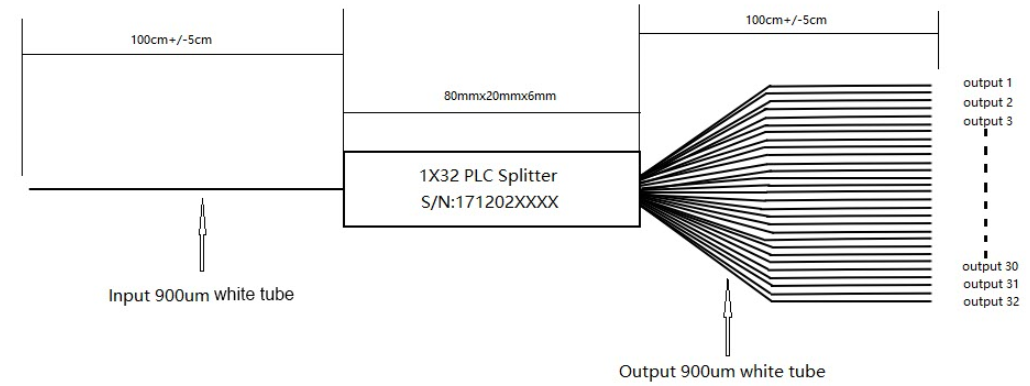 100cm+/-5cm
80mmx20mmx6mm
100cm+/-5cm
1X32 PLC Splitter
S/N:171202XXXX
output 1
output 2
output 3
output 30
output 31
output 32
Input 900um white tube
Output 900um white tube